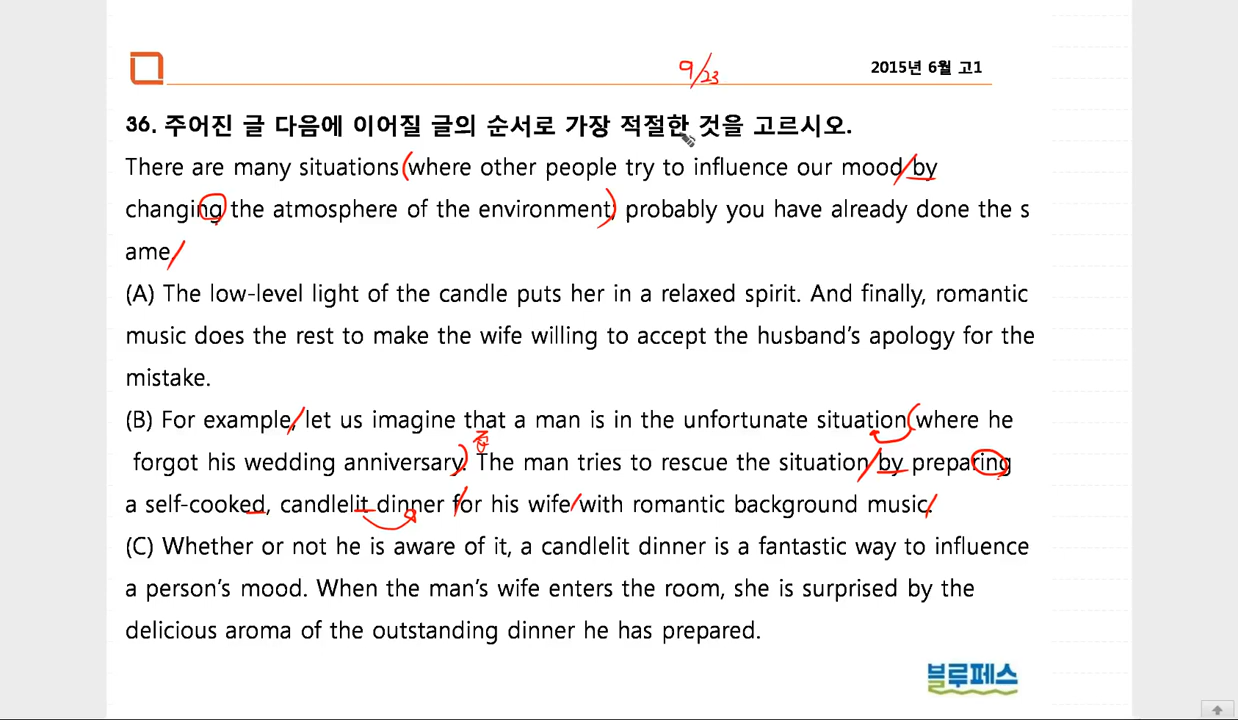 9/23
2015년 6월 고1
36. 주어진 글 다음에 이어질 글의 순서로 가장 적절한 것을 고르시오.
There are many situations where other people try to influence our mood by
changing the atmosphere of the environment; probably you have already done the s
ame.
(A) The low-level light of the candle puts her in a relaxed spirit. And finally, romantic
music does the rest to make the wife willing to accept the husband's apology for the
mistake.
(B) For example, let us imagine that a man is in the unfortunate situation where he
forgot his wedding anniversary. The man tries to rescue the situation by preparing
a self-cooked, candlelit dinner for his wife with romantic background music.
(C) Whether or not he is aware of it, a candlelit dinner is a fantastic way to influence
a person's mood. When the man's wife enters the room, she is surprised by the
delicious aroma of the outstanding dinner he has prepared.
블루페스